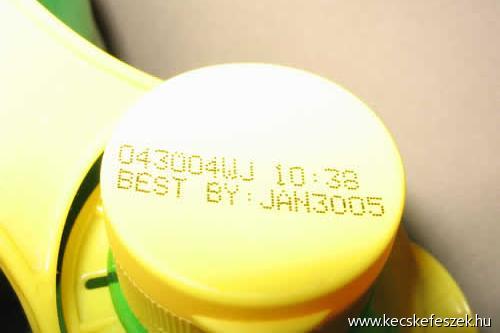 043004WJ 10:38
BEST BY:JAN3005
www.kecskefeszek.hu